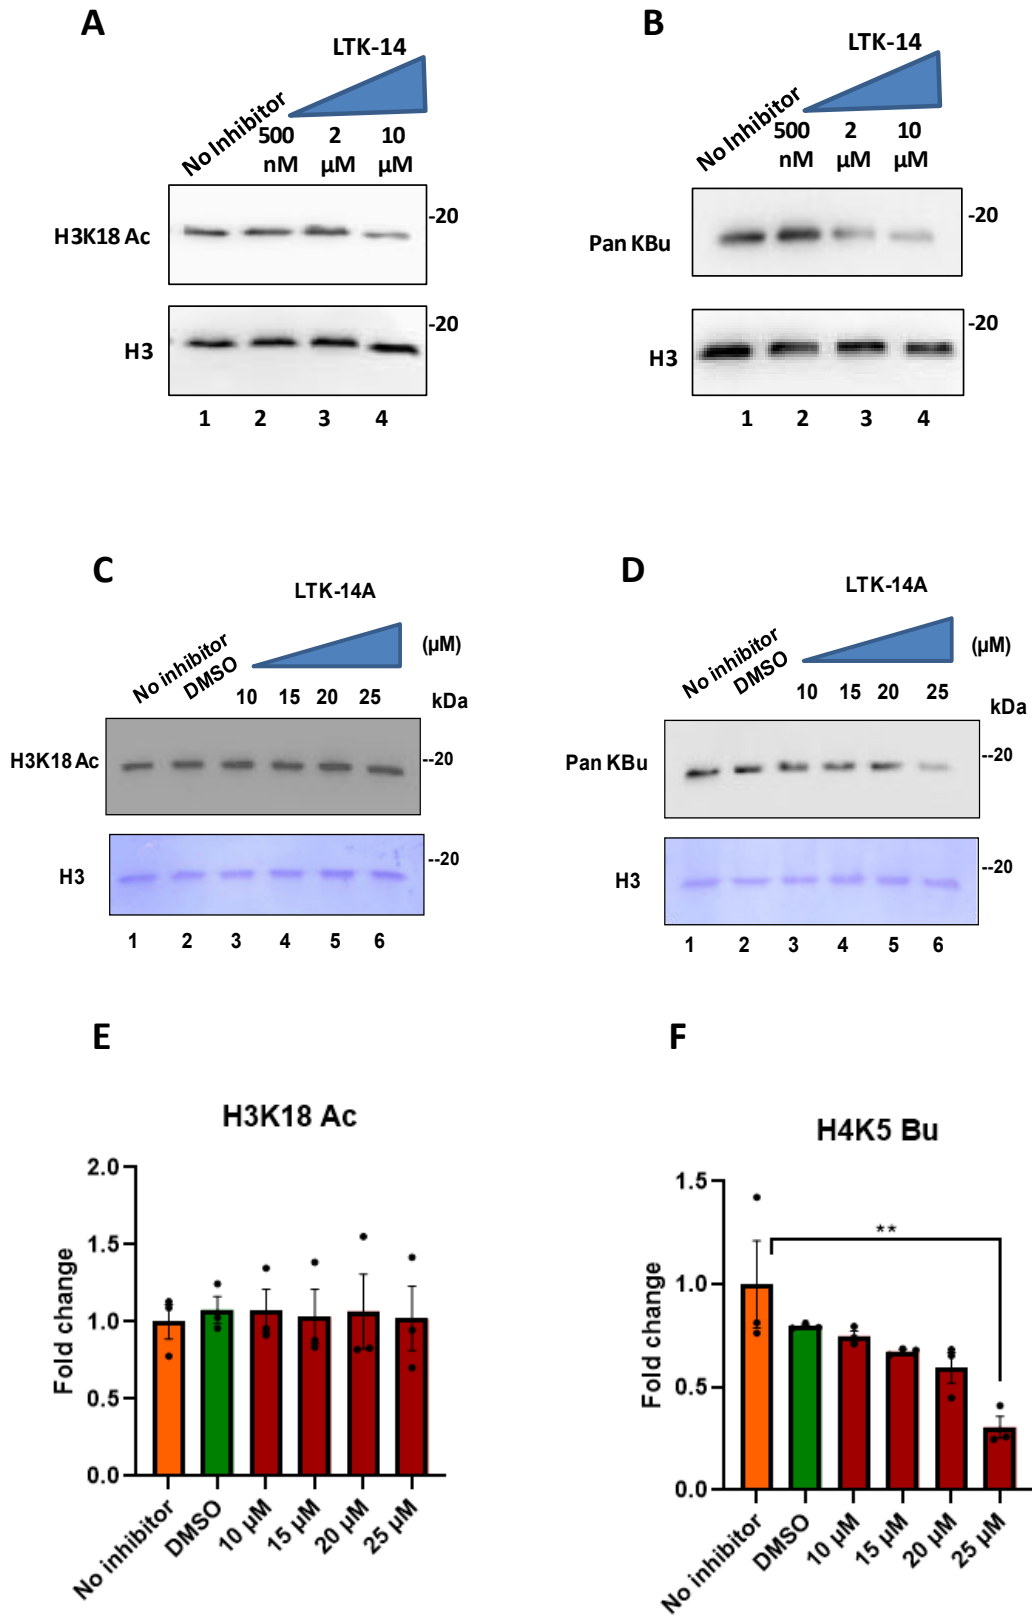 A
LTK-14
No Inhibitor
500 nM
2 µM
10 µM
H3K18 Ac
-20
H3
-20
1 2 3 4
B
LTK-14
No Inhibitor
500 nM
2 µM
10 µM
Pan KBu
-20
H3
-20
1 2 3 4
C
LTK-14A
No inhibitor
DMSO
(µM)
10 15 20 25
kDa
H3K18 Ac
--20
H3
--20
1 2 3 4 5 6
D
LTK-14A
No inhibitor
DMSO
(µM)
10 15 20 25
kDa
Pan KBu
--20
H3
--20
1 2 3 4 5 6
E
H3K18 Ac
Fold change
2.0
1.5
1.0
0.5
0.0
No inhibitor
DMSO
10 µM
15 µM
20 µM
25 µM
F
H4K5 Bu
Fold change
1.5
1.0
0.5
0.0
**
No inhibitor
DMSO
10 µM
15 µM
20 µM
25 µM